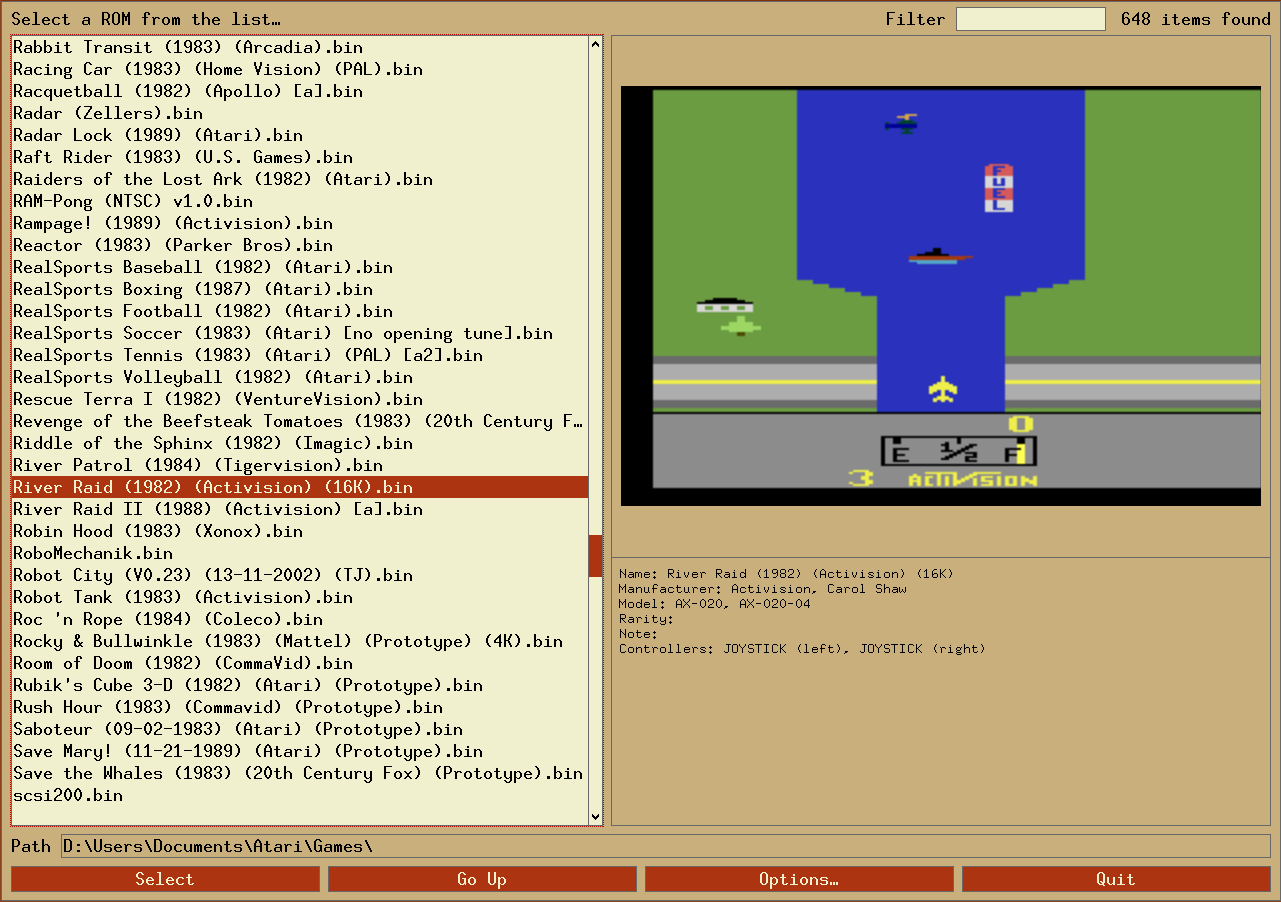 Select a ROM from the list…
Filter 648 items found
Rabbit Transit (1983) (Arcadia).bin
Racing Car (1983) (Home Vision) (PAL).bin
Racquetball (1982) (Apollo) [a].bin
Radar (Zellers).bin
Radar Lock (1989) (Atari).bin
Raft Rider (1983) (U.S. Games).bin
Raiders of the Lost Ark (1982) (Atari).bin
RAM-Pong (NTSC) v1.0.bin
Rampage! (1989) (Activision).bin
Reactor (1983) (Parker Bros).bin
RealSports Baseball (1982) (Atari).bin
RealSports Boxing (1987) (Atari).bin
RealSports Football (1982) (Atari).bin
RealSports Soccer (1983) (Atari) [no opening tune].bin
RealSports Tennis (1983) (Atari) (PAL) [a2].bin
RealSports Volleyball (1982) (Atari).bin
Rescue Terra I (1982) (VentureVision).bin
Revenge of the Beefsteak Tomatoes (1983) (20th Century F…
Riddle of the Sphinx (1982) (Imagic).bin
River Patrol (1984) (Tigervision).bin
River Raid (1982) (Activision) (16K).bin
River Raid II (1988) (Activision) [a].bin
Robin Hood (1983) (Xonox).bin
RoboMechanik.bin
Robot City (V0.23) (13-11-2002) (TJ).bin
Robot Tank (1983) (Activision).bin
Roc 'n Rope (1984) (Coleco).bin
Rocky & Bullwinkle (1983) (Mattel) (Prototype) (4K).bin
Room of Doom (1982) (CommaVid).bin
Rubik's Cube 3-D (1982) (Atari) (Prototype).bin
Rush Hour (1983) (Commavid) (Prototype).bin
Saboteur (09-02-1983) (Atari) (Prototype).bin
Save Mary! (11-21-1989) (Atari) (Prototype).bin
Save the Whales (1983) (20th Century Fox) (Prototype).bin
scsi200.bin
FUEL
0
E 1/2 F
3 ACTIVISION
Name: River Raid (1982) (Activision) (16K)
Manufacturer: Activision, Carol Shaw
Model: AX-020, AX-020-04
Rarity:
Note:
Controllers: JOYSTICK (left), JOYSTICK (right)
Path D:\Users\Documents\Atari\Games\
Select Go Up Options… Quit